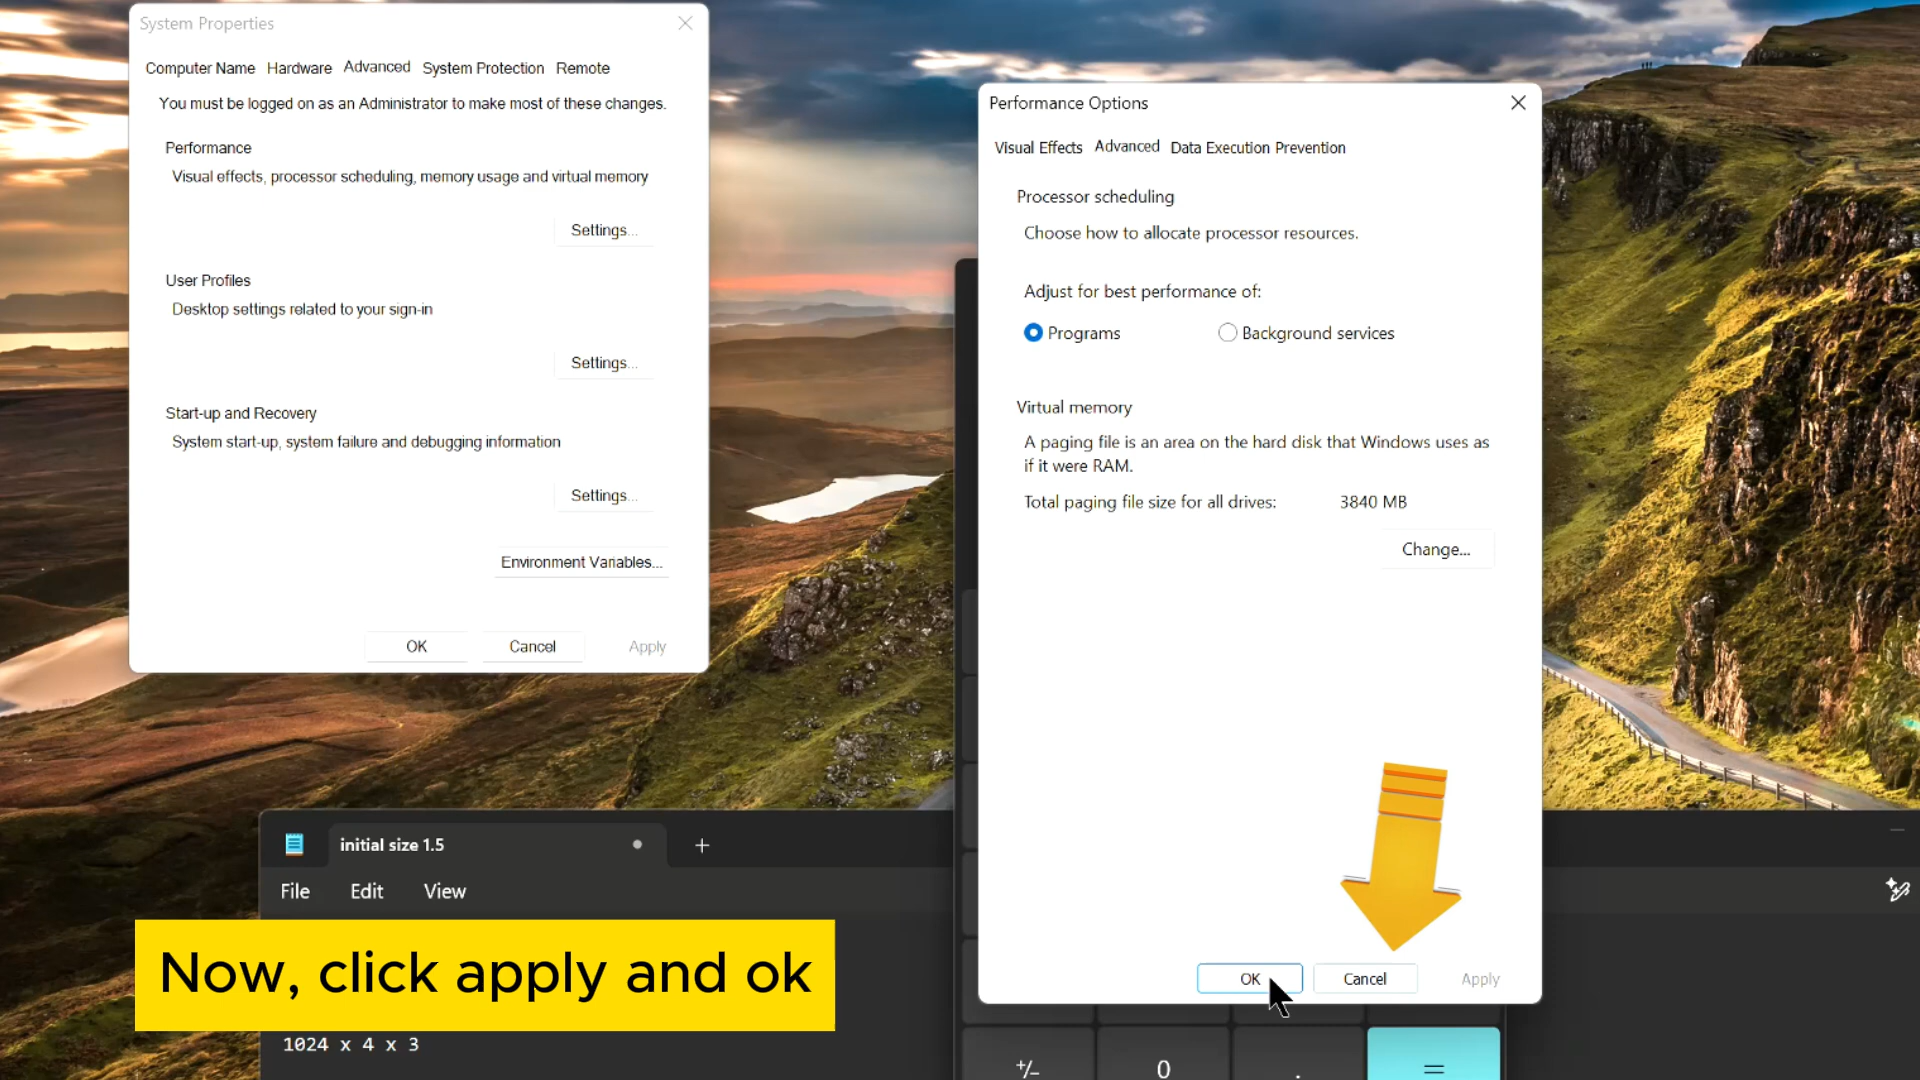 System Properties
Computer Name Hardware Advanced System Protection Remote
You must be logged on as an Administrator to make most of these changes.
Performance
Visual effects, processor scheduling, memory usage and virtual memory
Settings...
User Profiles
Desktop settings related to your sign-in
Settings...
Start-up and Recovery
System start-up, system failure and debugging information
Settings...
Environment Variables...
OK Cancel Apply
Performance Options
Visual Effects Advanced Data Execution Prevention
Processor scheduling
Choose how to allocate processor resources.
Adjust for best performance of:
Programs Background services
Virtual memory
A paging file is an area on the hard disk that Windows uses as
if it were RAM.
Total paging file size for all drives: 3840 MB
Change...
OK Cancel Apply
initial size 1.5
File Edit View
Now, click apply and ok
1024 x 4 x 3
+/- 0 . =